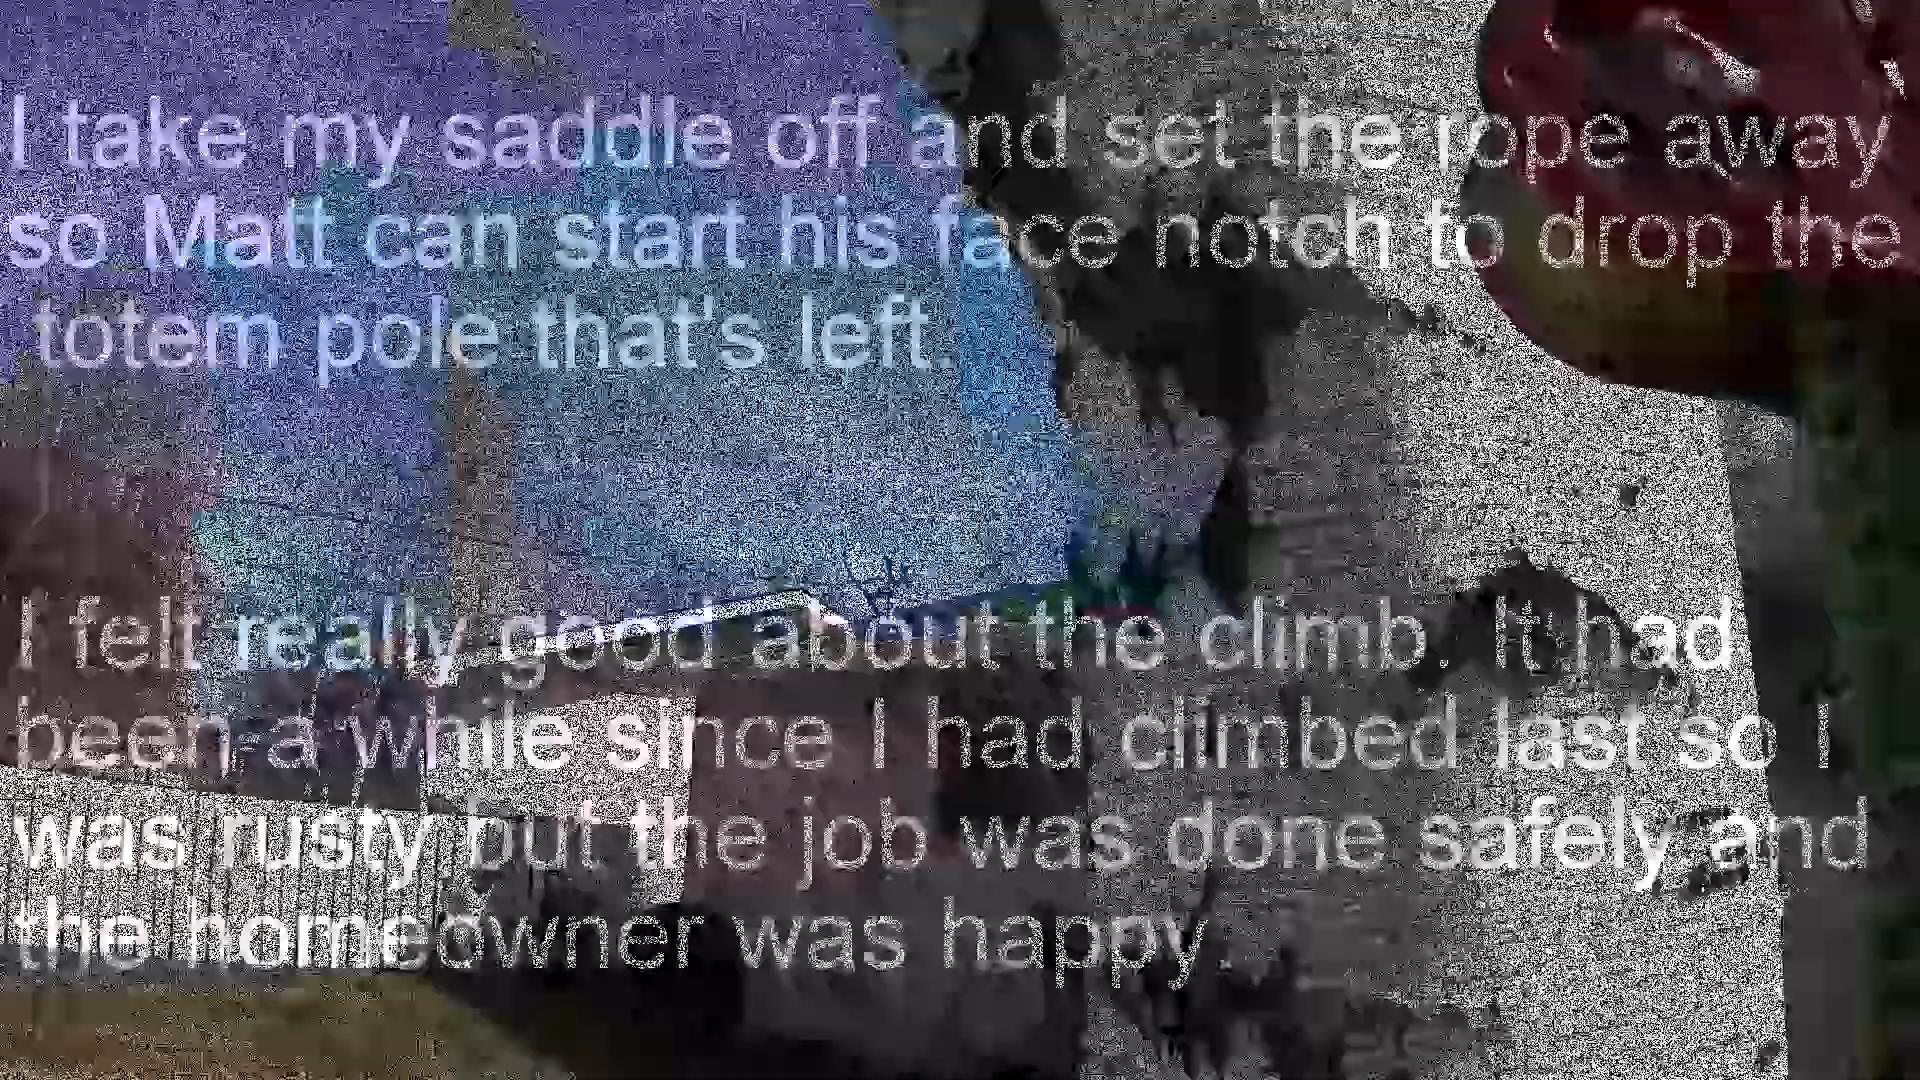 I take my saddle off and set the rope away
so Matt can start his face notch to drop the
totem pole that's left.
I felt really good about the climb. It had
been a while since I had climbed last so I
was rusty but the job was done safely and
the homeowner was happy.